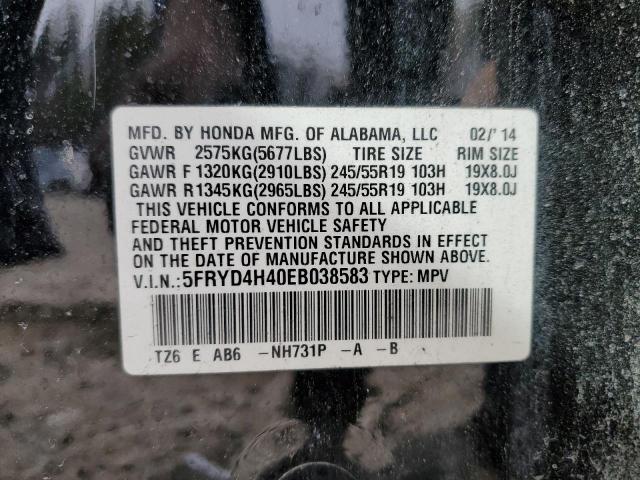 MFD. BY HONDA MFG. OF ALABAMA, LLC 02/'14
GVWR 2575KG(5677LBS) TIRE SIZE RIM SIZE
GAWR F 1320KG(2910LBS) 245/55R19 103H 19X8.0J
GAWR R 1345KG(2965LBS) 245/55R19 103H 19X8.0J
THIS VEHICLE CONFORMS TO ALL APPLICABLE
FEDERAL MOTOR VEHICLE SAFETY
AND THEFT PREVENTION STANDARDS IN EFFECT
ON THE DATE OF MANUFACTURE SHOWN ABOVE.
V.I.N.: 5FRYD4H40EB038583 TYPE: MPV
TZ6 E AB6 -NH731P -A -B